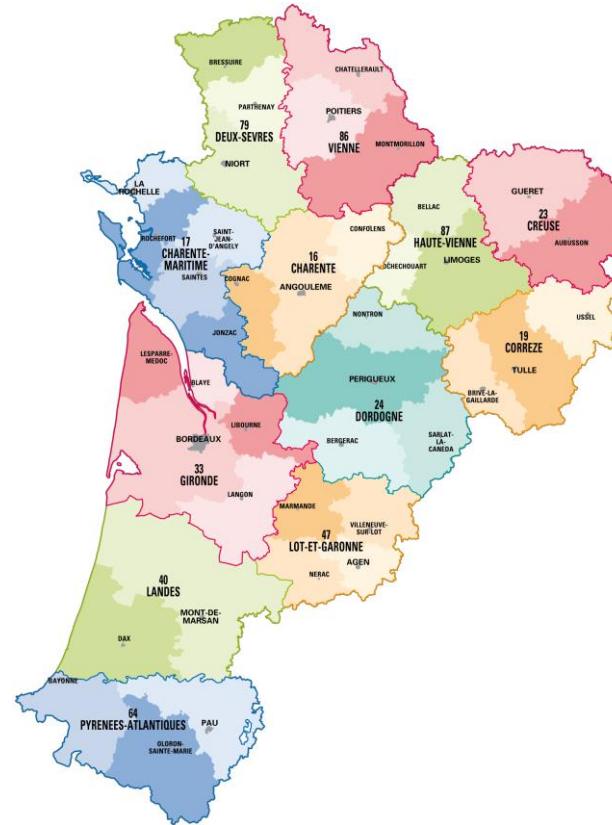 BRESSUIRE
PARTHENAY
79
DEUX-SEVRES
NIORT
CHATELLERAULT
POITIERS
86
VIENNE
MONTMORILLON
LA
ROCHELLE
ROCHEFORT
17
CHARENTE-
MARITIME
SAINTES
SAINT-
JEAN-
D'ANGELY
JONZAC
COGNAC
CONFOLENS
16
CHARENTE
ANGOULEME
BELLAC
87
HAUTE-VIENNE
OCHECHOUART
LIMOGES
GUERET
23
CREUSE
AUBUSSON
USSEL
19
CORREZE
TULLE
BRIVE-LA-
GAILLARDE
NONTRON
PERIGUEUX
24
DORDOGNE
BERGERAC
SARLAT-
LA-
CANEDA
LESPARRE-
MEDOC
BLAYE
LIBOURNE
BORDEAUX
33
GIRONDE
LANGON
MARMANDE
VILLENEUVE-
SUR-LOT
47
LOT-ET-GARONNE
AGEN
NERAC
40
LANDES
MONT-DE-
MARSAN
DAX
BAYONNE
64
PYRENEES-ATLANTIQUES
PAU
OLORON-
SAINTE-MARIE